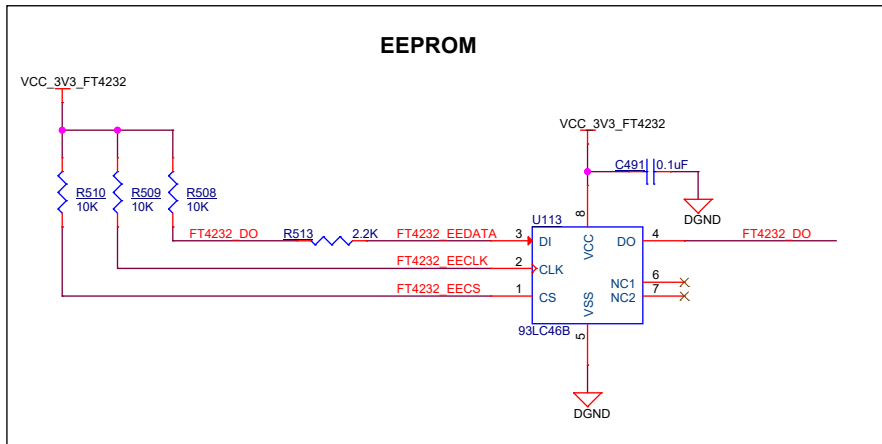 EEPROM
VCC_3V3_FT4232
VCC_3V3_FT4232
C491 0.1uF
DGND
R510 10K
R509 10K
R508 10K
U113
8
VCC
FT4232_DO R513 2.2K FT4232_EEDATA 3 DI
DO 4 FT4232_DO
FT4232_EECLK 2 CLK
NC1 6
FT4232_EECS 1 CS
NC2 7
VSS
93LC46B
5
DGND